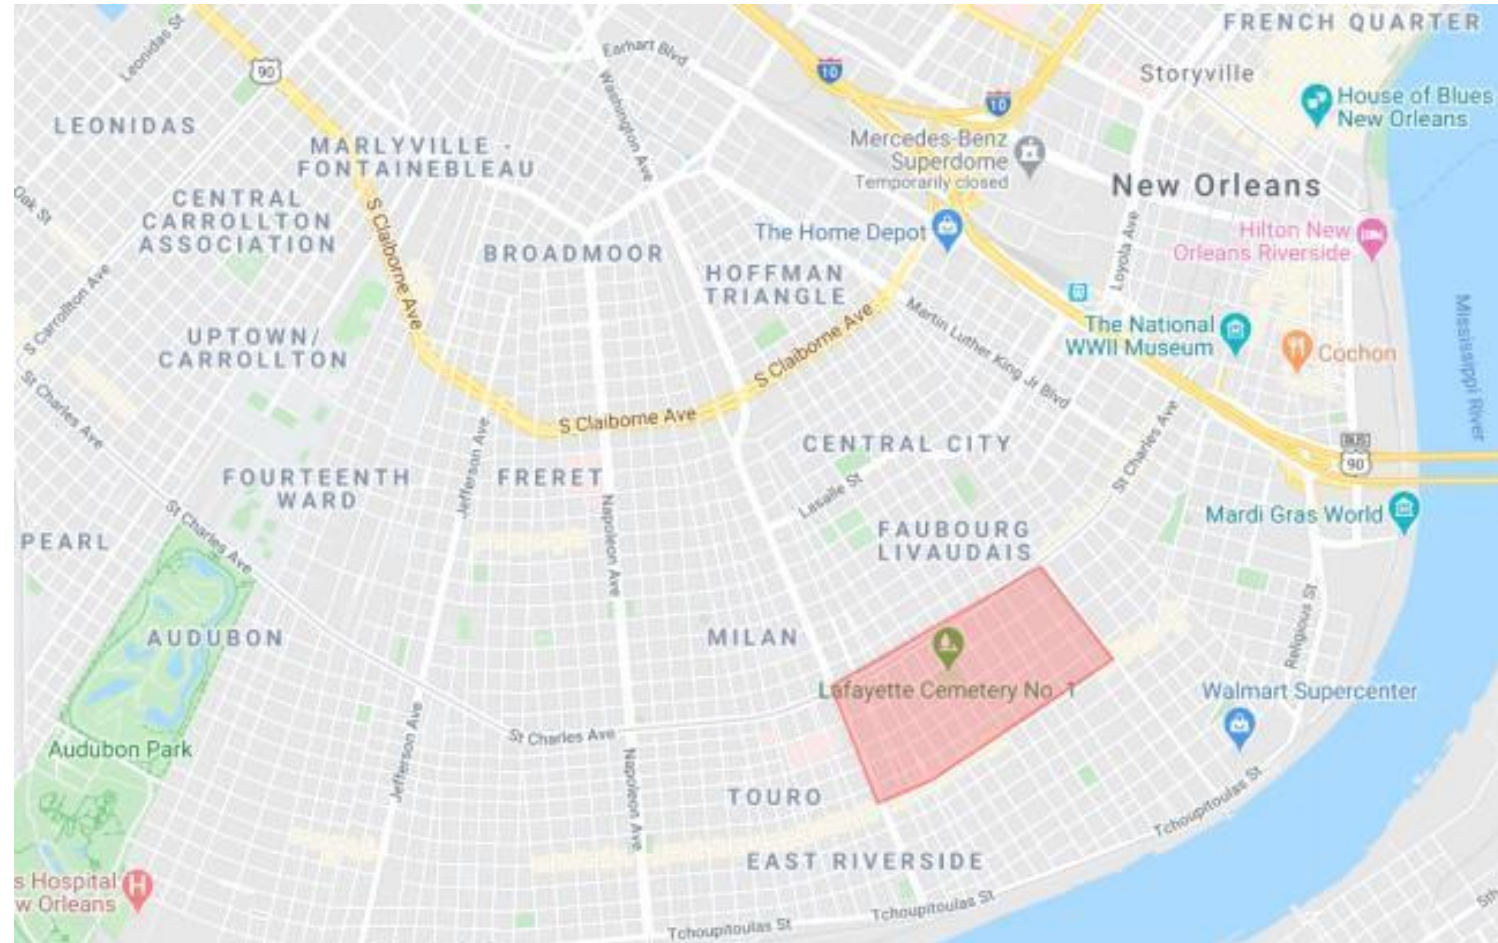 FRENCH QUARTER
Leonidas St
Earhart Blvd
90
10
Storyville
10
House of Blues
New Orleans
LEONIDAS
Washington Ave
MARLYVILLE -
FONTAINEBLEAU
Mercedes-Benz
Superdome
Temporarily closed
New Orleans
Oak St
CENTRAL
CARROLLTON
ASSOCIATION
S Claiborne Ave
The Home Depot
Loyola Ave
Hilton New
Orleans Riverside
BROADMOOR
HOFFMAN
TRIANGLE
S Carrollton Ave
UPTOWN/
CARROLLTON
S Claiborne Ave
Martin Luther King Jr Blvd
The National
WWII Museum
Cochon
Mississippi River
St Charles Ave
S Claiborne Ave
CENTRAL CITY
St Charles Ave
BUS
90
Jefferson Ave
FOURTEENTH
WARD
FRERET
Lasalle St
Mardi Gras World
St Charles Ave
Napoleon Ave
FAUBOURG
LIVAUDAIS
PEARL
AUDUBON
MILAN
Religious St
Lafayette Cemetery No. 1
Walmart Supercenter
Audubon Park
Jefferson Ave
St Charles Ave
Napoleon Ave
TOURO
Tchoupitoulas St
EAST RIVERSIDE
s Hospital
w Orleans
H
Tchoupitoulas St
Tchoupitoulas St
5th